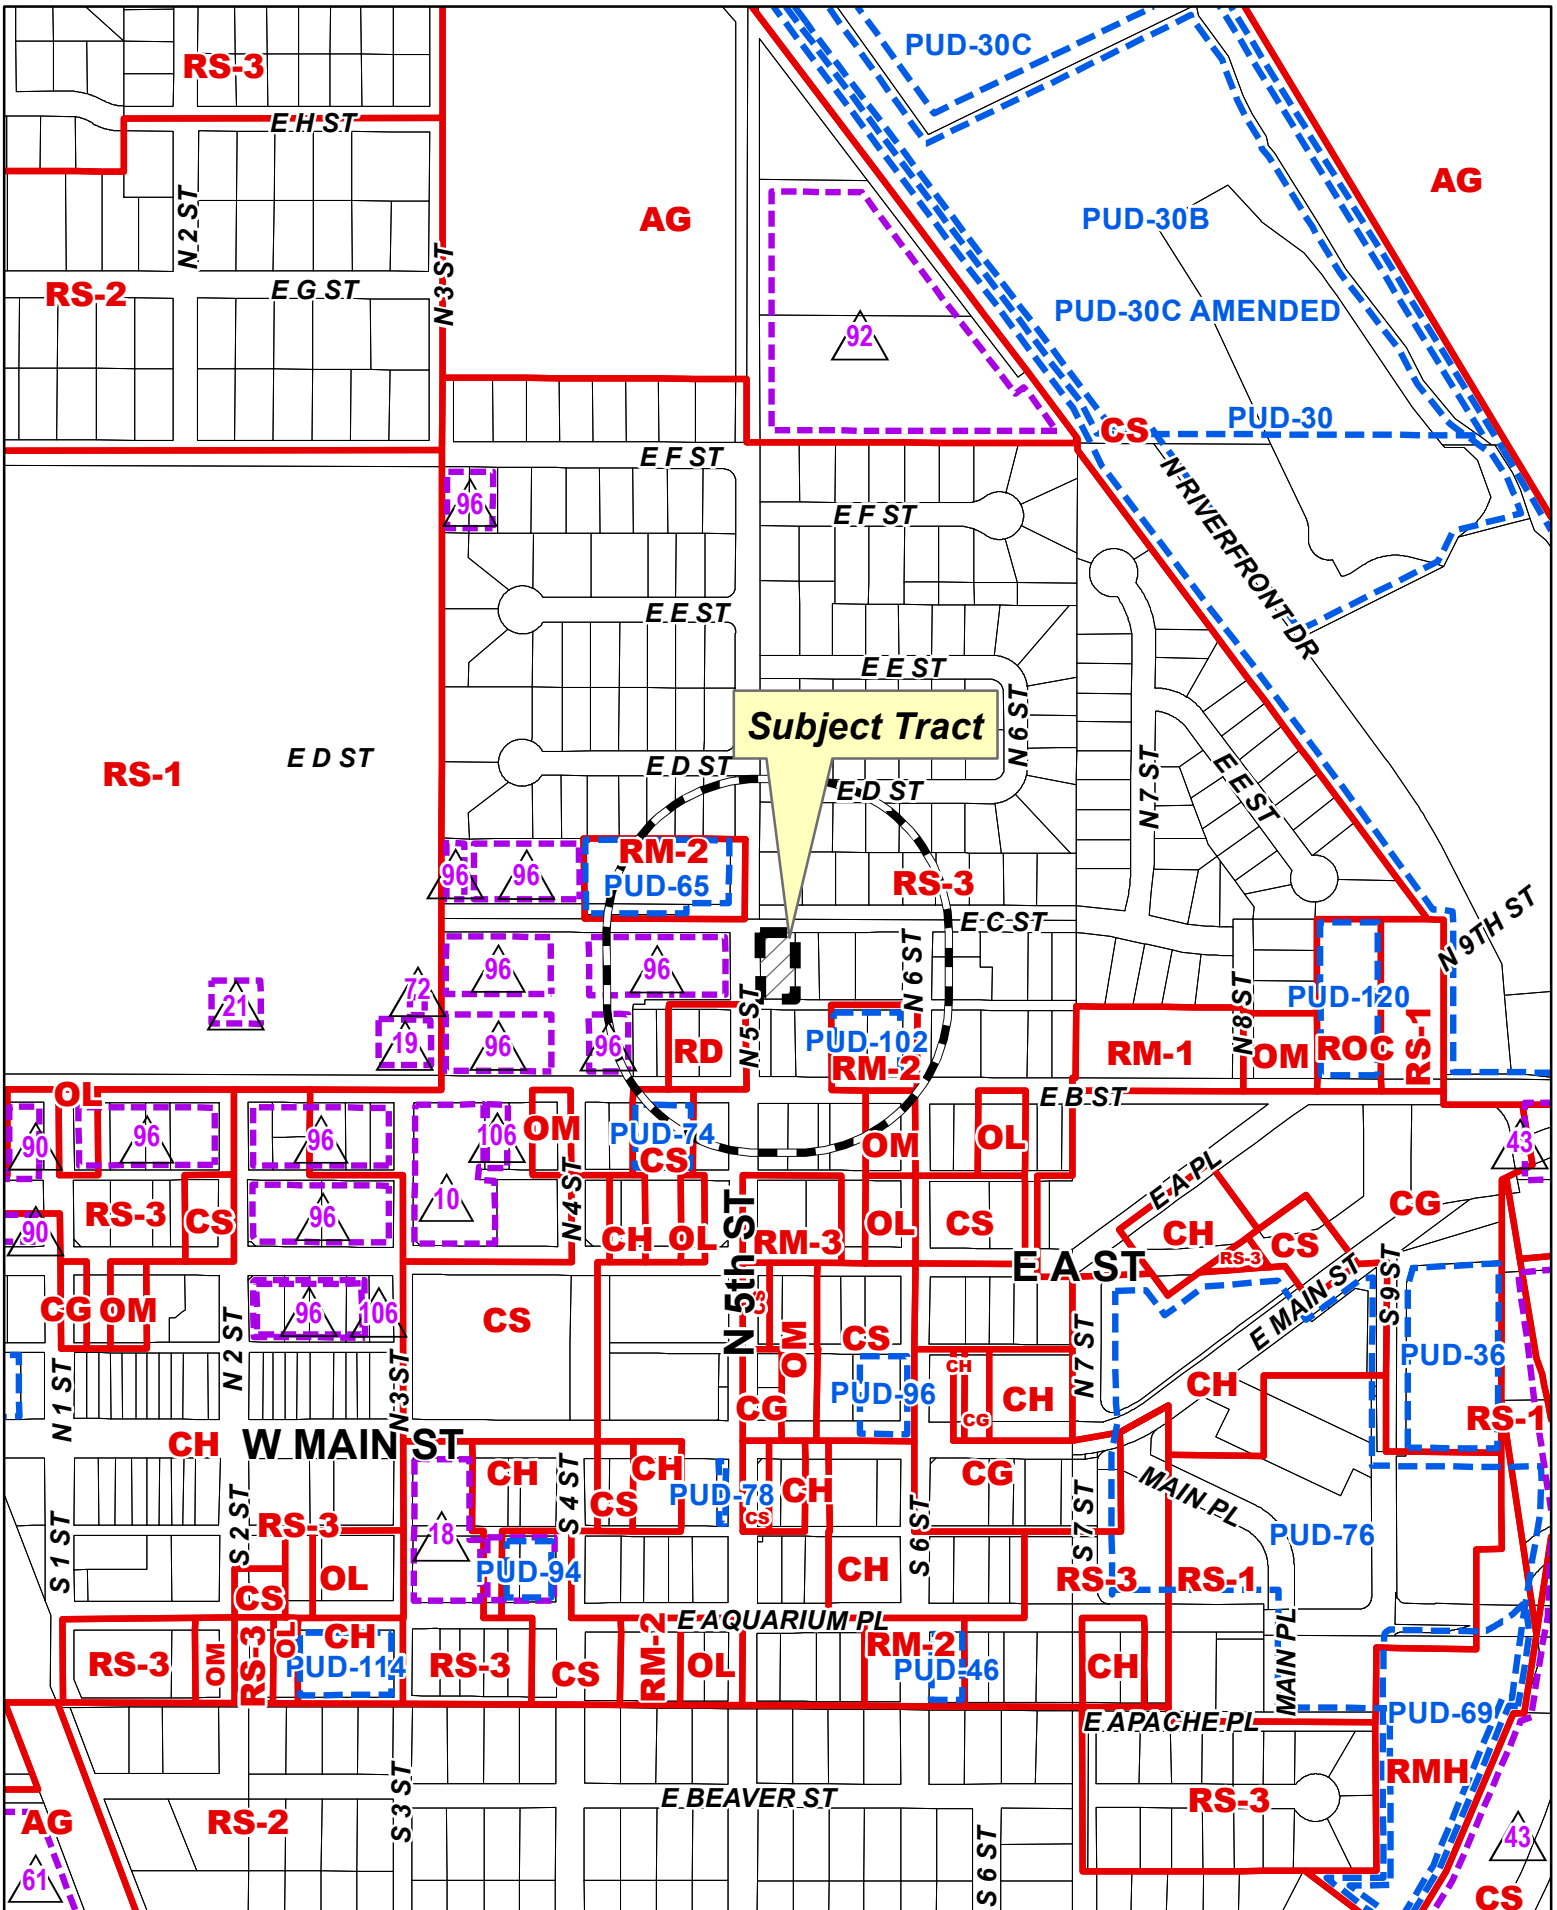 PUD-30C
RS-3
E H ST
AG
N 2 ST
AG
PUD-30B
N 3 ST
RS-2
E G ST
PUD-30C AMENDED
92
PUD-30
CS
E F ST
96
E F ST
N RIVERFRONT DR
E E ST
E E ST
N 6 ST
Subject Tract
E D ST
E D ST
RS-1
E D ST
N 7 ST
E E ST
RM-2
PUD-65
96
96
RS-3
E C ST
N 9TH ST
96
96
N 6 ST
72
21
N 5 ST
N 8 ST
PUD-120
19
96
96
RD
PUD-102
RM-2
RM-1
OM
ROC
RS-1
OL
E B ST
90
96
96
106
OM
PUD-74
CS
OM
OL
43
E A PL
10
N 4 ST
RS-3
CS
96
90
CH
OL
N 5th ST
RM-3
OL
CS
CG
CH
RS-3
CS
E A ST
CG
OM
96
106
CS
CS
OM
CS
E MAIN ST
S 9 ST
N 2 ST
N 1 ST
N 3 ST
N 7 ST
PUD-36
PUD-96
CH
CG
CH
CH
CG
RS-1
CH
W MAIN ST
CH
CH
CG
S 4 ST
CS
PUD-78
CS
CH
MAIN PL
S 2 ST
S 1 ST
RS-3
18
S 6 ST
S 7 ST
PUD-76
PUD-94
CH
OL
CS
RS-3
RS-1
E AQUARIUM PL
RS-3
OM
RS-3
OL
CH
PUD-114
RS-3
CS
RM-2
OL
RM-2
PUD-46
CH
MAIN PL
PUD-69
E APACHE PL
RMH
S 3 ST
E BEAVER ST
RS-3
AG
RS-2
43
61
S 6 ST
CS